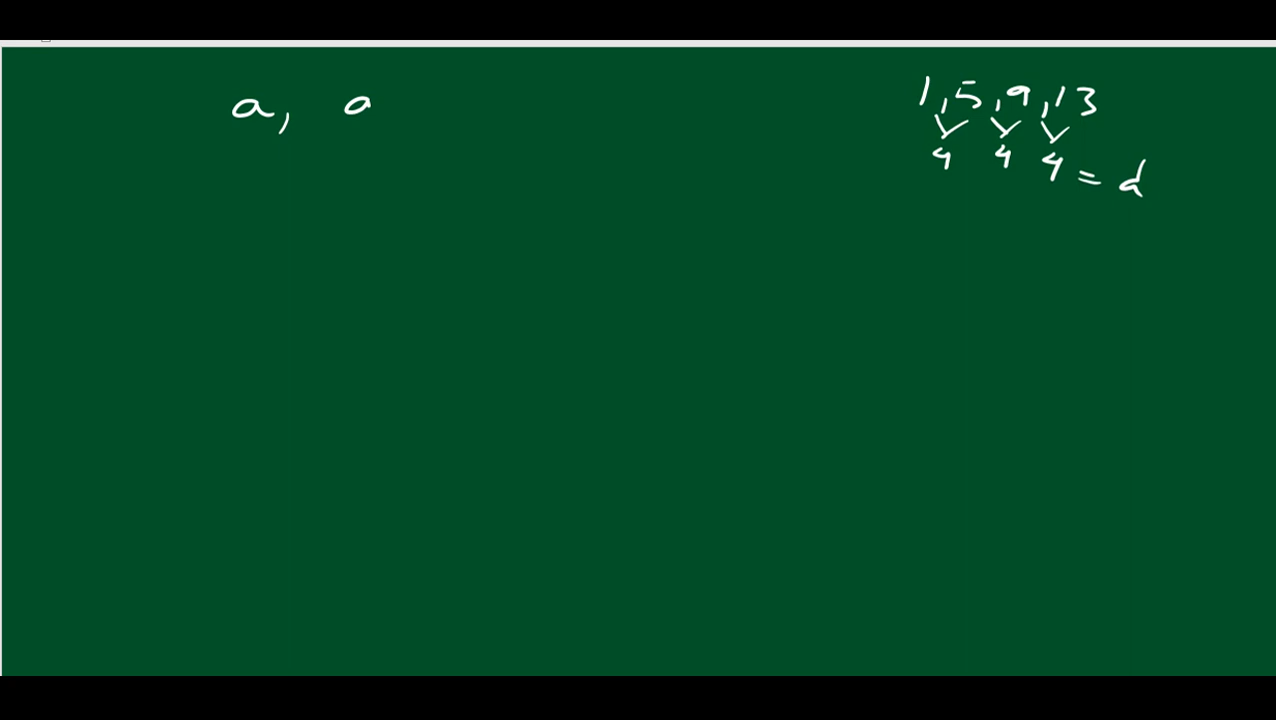 a, a
1, 5, 9, 13
4 4 4 = d